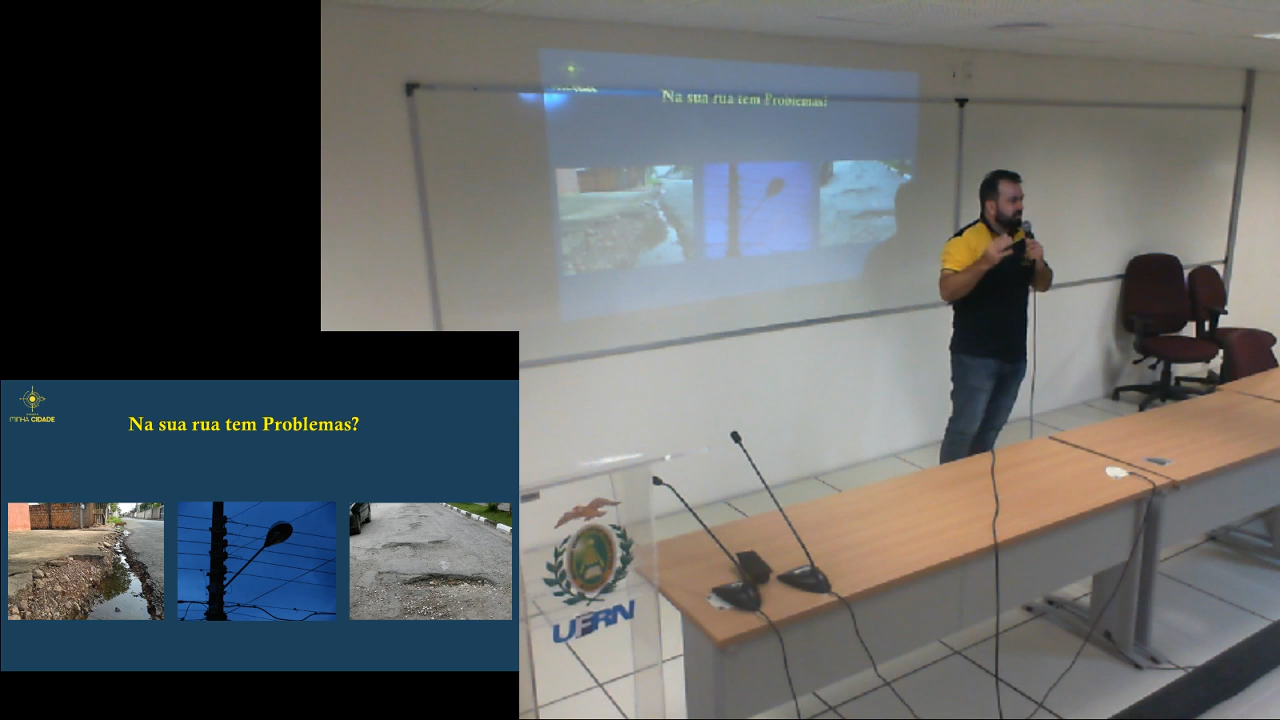 Na sua rua tem Problemas!
MINHA CIDADE
Na sua rua tem Problemas?
UERN